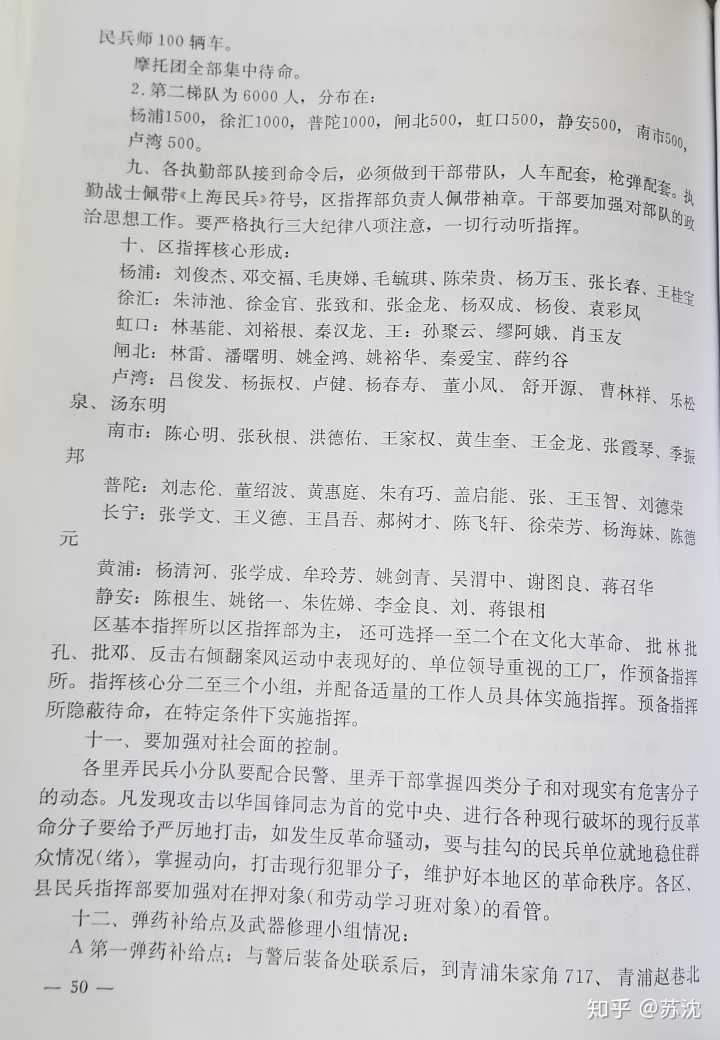 民兵师100辆车。
摩托团全部集中待命。
2.第二梯队为6000人，分布在：
杨浦1500，徐汇1000，普陀1000，闸北500，虹口500，静安500，南市500，
卢湾500。
九、各执勤部队接到命令后，必须做到干部带队，人车配套，枪弹配套。执
勤战士佩带《上海民兵》符号，区指挥部负责人佩带袖章。干部要加强对部队的政
治思想工作。要严格执行三大纪律八项注意，一切行动听指挥。
十、区指挥核心形成：
杨浦：刘俊杰、邓交福、毛庚娣、毛毓琪、陈荣贵、杨万玉、张长春、王桂宝
徐汇：朱沛池、徐金官、张致和、张金龙、杨双成、杨俊、袁彩凤
虹口：林基能、刘裕根、秦汉龙、王：孙聚云、缪阿娥、肖玉友
闸北：林雷、潘曙明、姚金鸿、姚裕华、秦爱宝、薛约谷
卢湾：吕俊发、杨振权、卢健、杨春寿、董小凤、舒开源、曹林祥、乐松
泉、汤东明
南市：陈心明、张秋根、洪德佑、王家权、黄生奎、王金龙、张霞琴、季振
邦
普陀：刘志伦、董绍波、黄惠庭、朱有巧、盖启能、张、王玉智、刘德荣
长宁：张学文、王义德、王昌吾、郝树才、陈飞轩、徐荣芳、杨海妹、陈德
元
黄浦：杨清河、张学成、牟玲芳、姚剑青、吴渭中、谢图良、蒋召华
静安：陈根生、姚铭一、朱佐娣、李金良、刘、蒋银相
区基本指挥所以区指挥部为主，还可选择一至二个在文化大革命、批林批
孔、批邓、反击右倾翻案风运动中表现好的、单位领导重视的工厂，作预备指挥
所。指挥核心分二至三个小组，并配备适量的工作人员具体实施指挥。预备指挥
所隐蔽待命，在特定条件下实施指挥。
十一、要加强对社会面的控制。
各里弄民兵小分队要配合民警、里弄干部掌握四类分子和对现实有危害分子
的动态。凡发现攻击以华国锋同志为首的党中央、进行各种现行破坏的现行反革
命分子要给予严厉地打击，如发生反革命骚动，要与挂勾的民兵单位就地稳住群
众情况(绪)，掌握动向，打击现行犯罪分子，维护好本地区的革命秩序。各区、
县民兵指挥部要加强对在押对象(和劳动学习班对象)的看管。
十二、弹药补给点及武器修理小组情况：
A 第一弹药补给点：与警后装备处联系后，到青浦朱家角717、青浦赵巷北
— 50 —
知乎 @苏沈